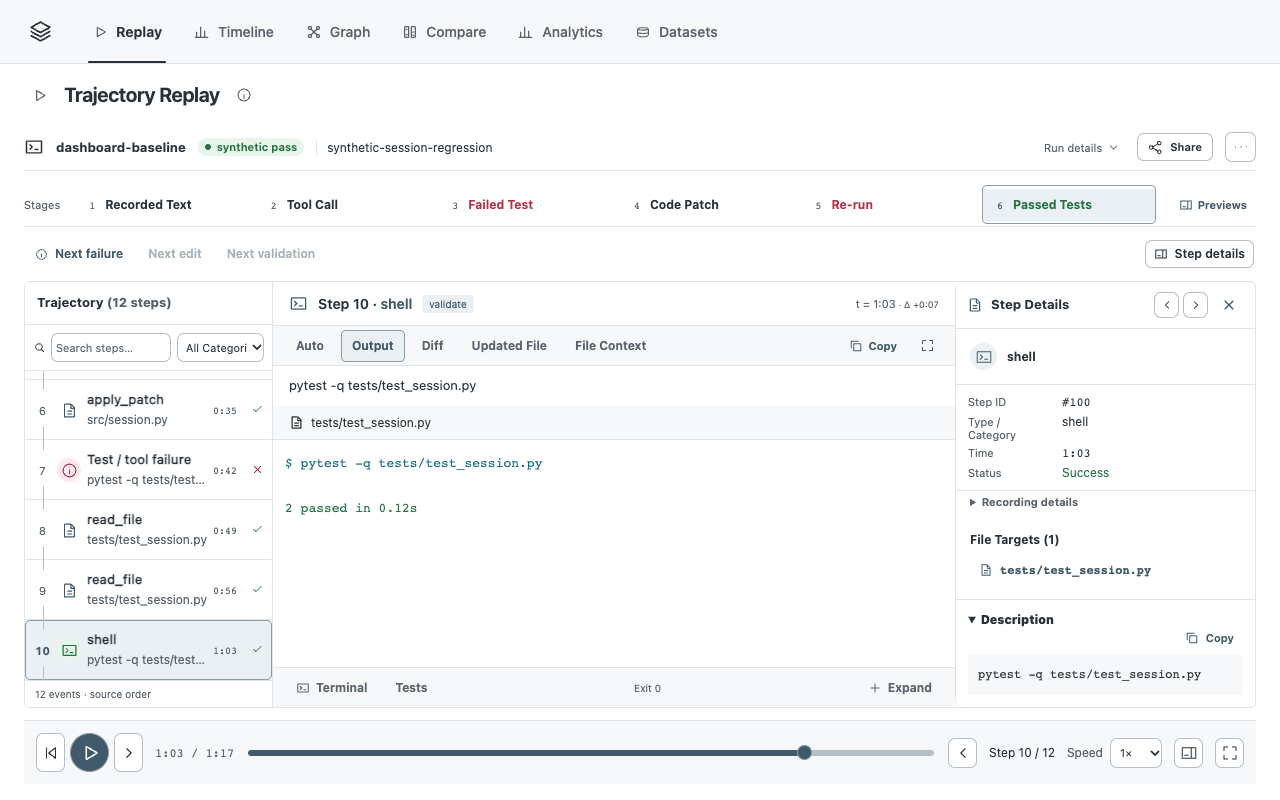 Replay Timeline Graph Compare Analytics Datasets
Trajectory Replay
dashboard-baseline synthetic pass synthetic-session-regression Run details Share
Stages 1 Recorded Text 2 Tool Call 3 Failed Test 4 Code Patch 5 Re-run 6 Passed Tests Previews
Next failure Next edit Next validation Step details
Trajectory (12 steps)
Search steps... All Categori
6 apply_patch 0:35
src/session.py
7 Test / tool failure 0:42
pytest -q tests/test...
8 read_file 0:49
tests/test_session.py
9 read_file 0:56
tests/test_session.py
10 shell 1:03
pytest -q tests/test...
12 events · source order
Step 10 · shell validate t = 1:03 · Δ +0:07
Auto Output Diff Updated File File Context Copy
pytest -q tests/test_session.py
tests/test_session.py
$ pytest -q tests/test_session.py
2 passed in 0.12s
Terminal Tests Exit 0 Expand
Step Details
shell
Step ID #100
Type / Category shell
Time 1:03
Status Success
Recording details
File Targets (1)
tests/test_session.py
Description
Copy
pytest -q tests/test_session.py
1:03 / 1:17 Step 10 / 12 Speed 1×